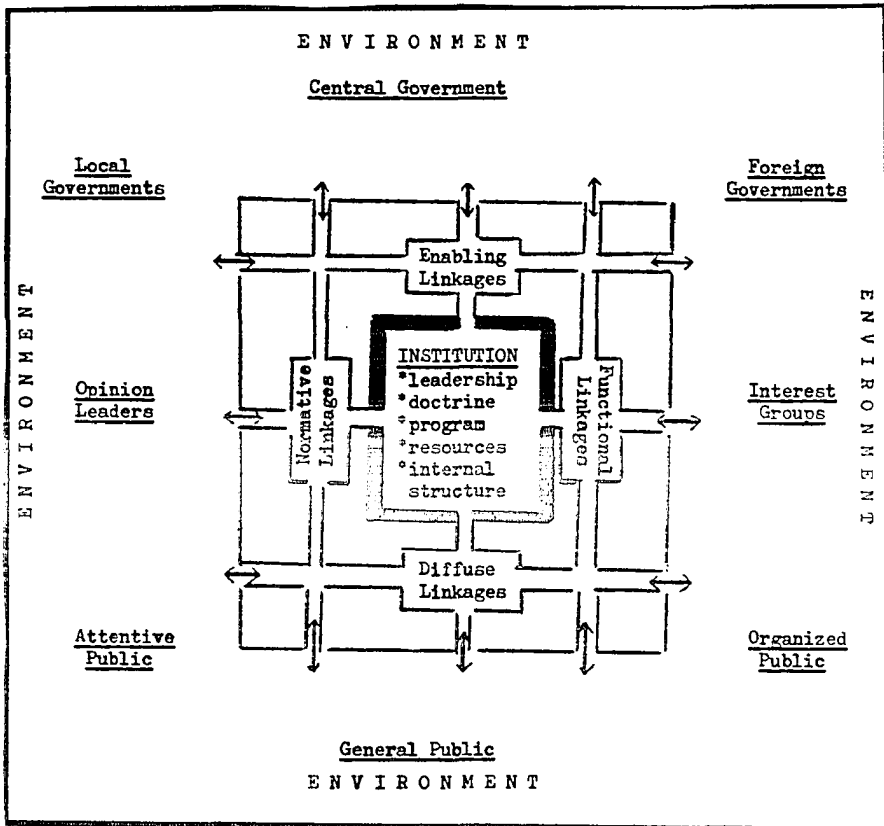 ENVIRONMENT
Central Government
Local
Governments
Foreign
Governments
Enabling
Linkages
ENVIRONMENT
ENVIRONMENT
Opinion
Leaders
Normative
Linkages
INSTITUTION
*leadership
*doctrine
*program
*resources
*internal
structure
Functional
Linkages
Interest
Groups
Diffuse
Linkages
Attentive
Public
Organized
Public
General Public
ENVIRONMENT